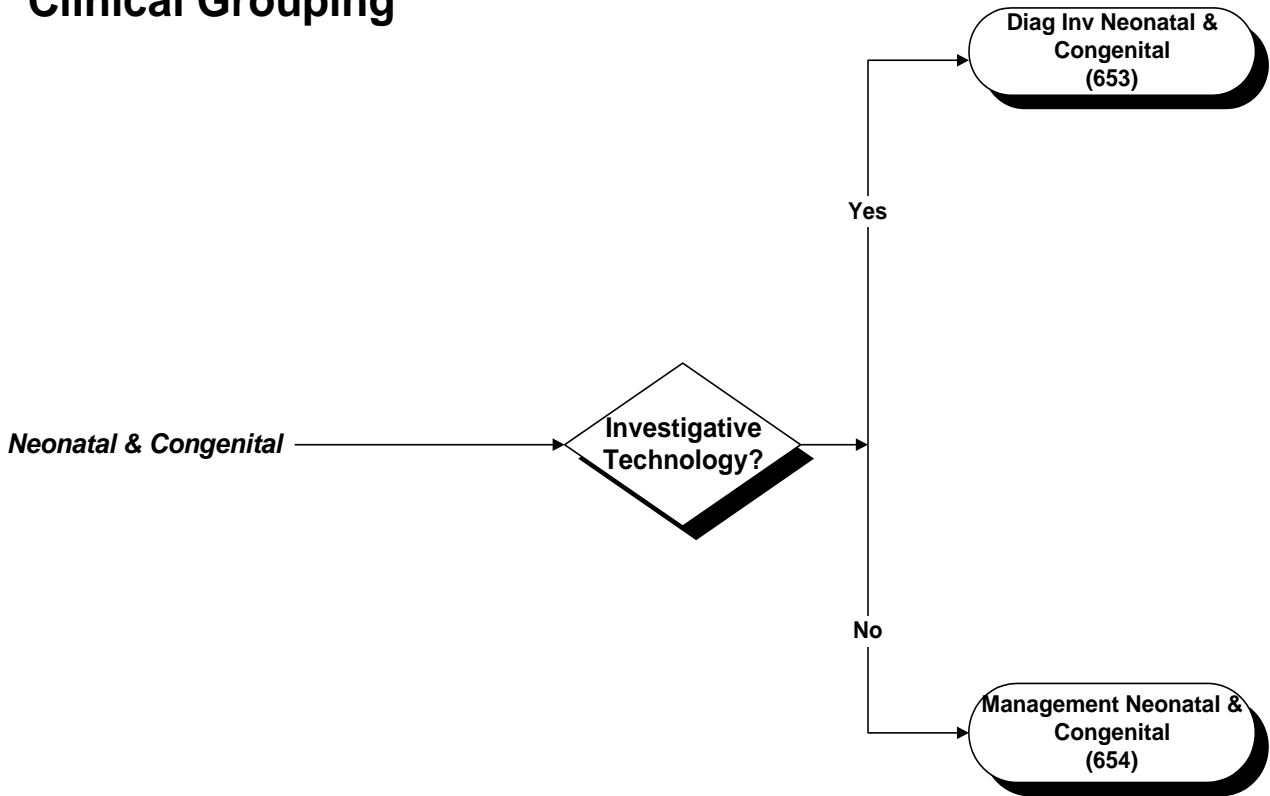 Clinical Grouping
Diag Inv Neonatal &
Congenital
(653)
Yes
Neonatal & Congenital
Investigative
Technology?
No
Management Neonatal &
Congenital
(654)